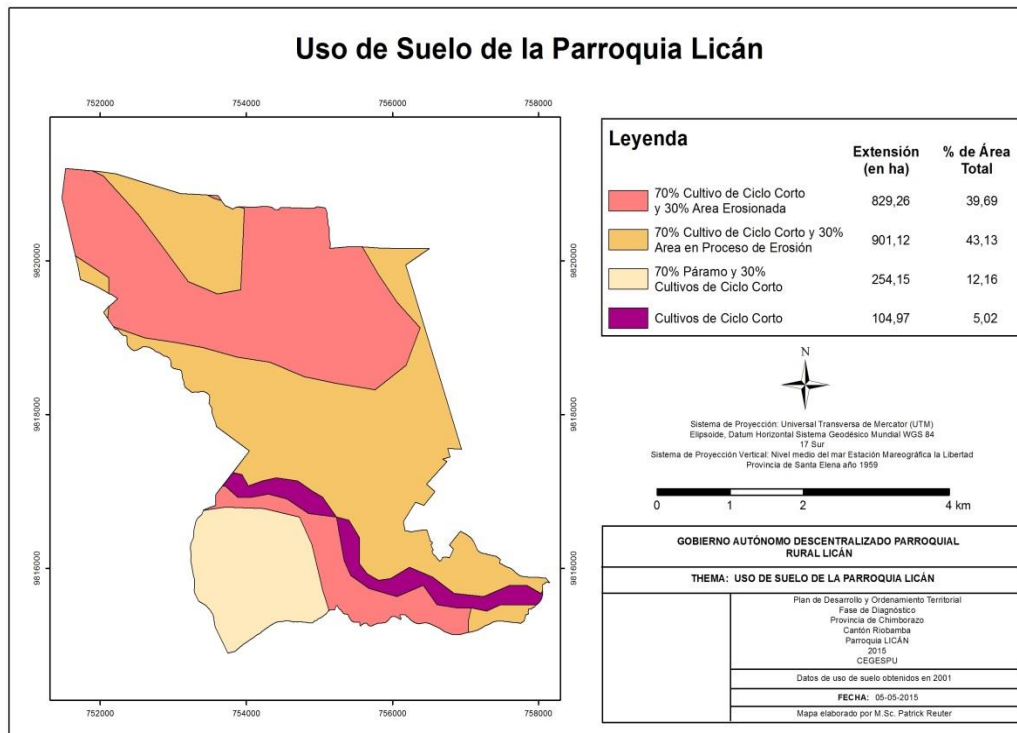 Uso de Suelo de la Parroquia Licán
752000
754000
756000
758000
9820000
9820000
9818000
9818000
9816000
9816000
752000
754000
756000
758000
Leyenda
Extensión
(en ha)
% de Área
Total
70% Cultivo de Ciclo Corto
y 30% Area Erosionada
829,26
39,69
70% Cultivo de Ciclo Corto y 30%
Area en Proceso de Erosión
901,12
43,13
70% Páramo y 30%
Cultivos de Ciclo Corto
254,15
12,16
Cultivos de Ciclo Corto
104,97
5,02
N
Sistema de Proyección: Universal Transversa de Mercator (UTM)
Elipsoide, Datum Horizontal Sistema Geodésico Mundial WGS 84
17 Sur
Sistema de Proyección Vertical: Nivel medio del mar Estación Mareográfica la Libertad
Provincia de Santa Elena año 1959
0 1 2 4 km
GOBIERNO AUTÓNOMO DESCENTRALIZADO PARROQUIAL
RURAL LICÁN
THEMA: USO DE SUELO DE LA PARROQUIA LICÁN
Plan de Desarrollo y Ordenamiento Territorial
Fase de Diagnóstico
Provincia de Chimborazo
Cantón Riobamba
Parroquia LICÁN
2015
CEGESPU
Datos de uso de suelo obtenidos en 2001
FECHA: 05-05-2015
Mapa elaborado por M.Sc. Patrick Reuter